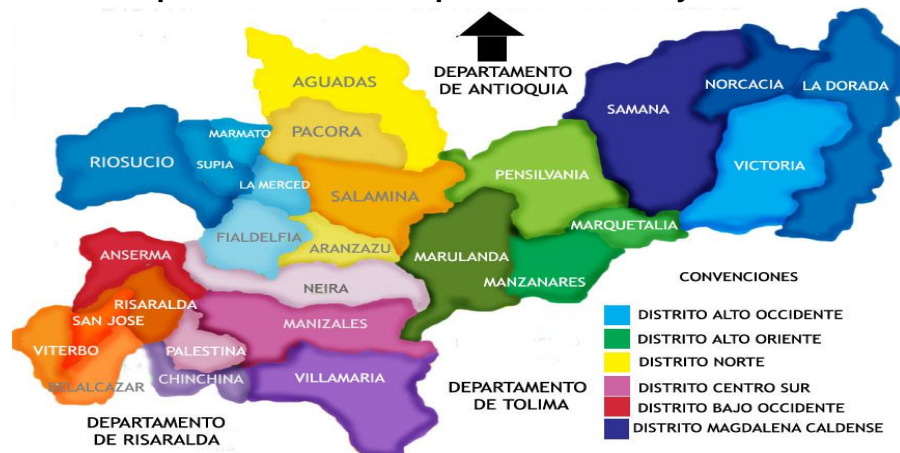 DEPARTAMENTO
DE ANTIOQUIA
AGUADAS
NORCACIA
LA DORADA
SAMANA
MARMATO
PACORA
RIOSUCIO
SUPIA
VICTORIA
PENSILVANIA
LA MERCED
SALAMINA
MARQUETALIA
FIALDELFIA
ARANZAZU
ANSERMA
MARULANDA
MANZANARES
NEIRA
CONVENCIONES
RISARALDA
SAN JOSE
MANIZALES
DISTRITO ALTO OCCIDENTE
DISTRITO ALTO ORIENTE
VITERBO
PALESTINA
DISTRITO NORTE
CHINCHINA
VILLAMARIA
BELALCAZAR
DEPARTAMENTO
DE TOLIMA
DISTRITO CENTRO SUR
DISTRITO BAJO OCCIDENTE
DISTRITO MAGDALENA CALDENSE
DEPARTAMENTO
DE RISARALDA